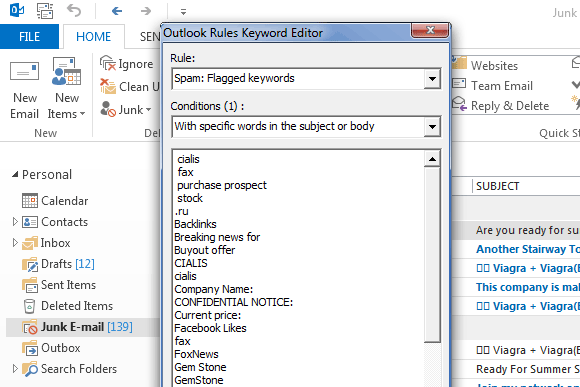 Junk
Outlook Rules Keyword Editor
FILE
HOME
SEN
Rule:
Spam: Flagged keywords
Conditions (1) :
With specific words in the subject or body
cialis
fax
purchase prospect
stock
.ru
Backlinks
Breaking news for
Buyout offer
CIALIS
cialis
Company Name:
CONFIDENTIAL NOTICE:
Current price:
Facebook Likes
fax
FoxNews
Gem Stone
GemStone
New Email
New Items
Ignore
Clean U
Junk
New
Del
Websites
Team Email
Reply & Delete
Quick St
Personal
Calendar
Contacts
Inbox
Drafts [12]
Sent Items
Deleted Items
Junk E-mail [139]
Outbox
Search Folders
SUBJECT
Are you ready for su
Another Stairway To
Viagra + Viagra(B
This company is mal
Viagra + Viagra(B
Viagra + Viagra(B
Ready For Summer S